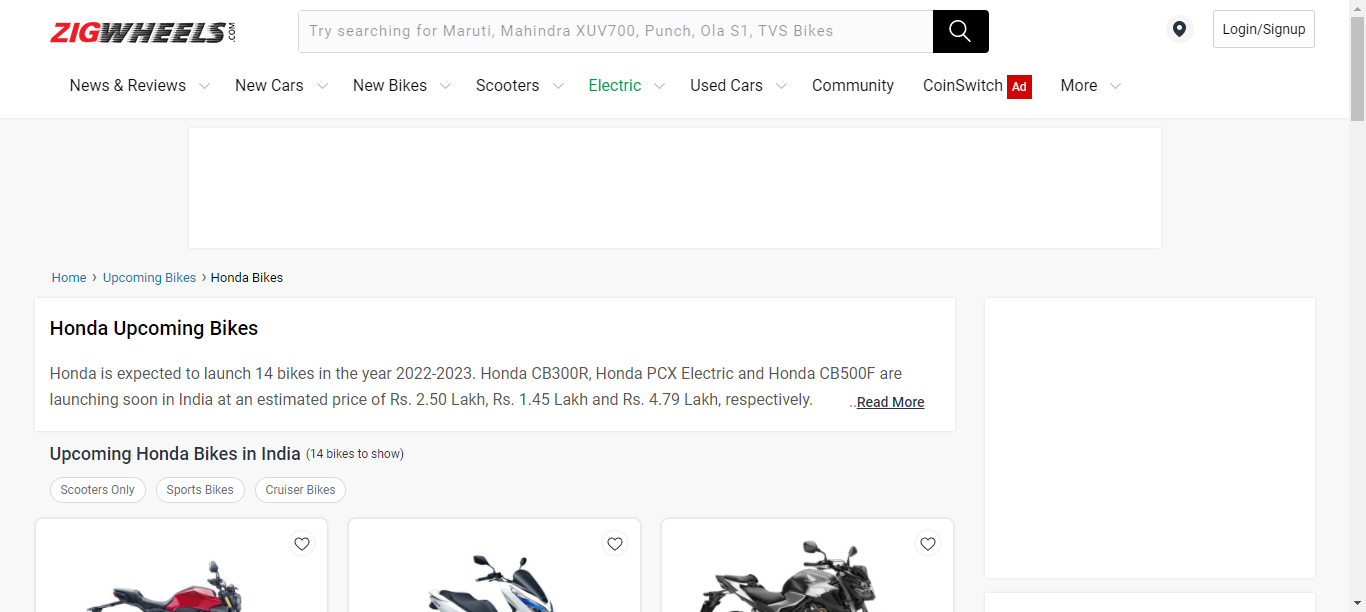 ZIGWHEELS.COM
Try searching for Maruti, Mahindra XUV700, Punch, Ola S1, TVS Bikes
Login/Signup
News & Reviews New Cars New Bikes Scooters Electric Used Cars Community CoinSwitch Ad More
Home › Upcoming Bikes › Honda Bikes
Honda Upcoming Bikes
Honda is expected to launch 14 bikes in the year 2022-2023. Honda CB300R, Honda PCX Electric and Honda CB500F are
launching soon in India at an estimated price of Rs. 2.50 Lakh, Rs. 1.45 Lakh and Rs. 4.79 Lakh, respectively. ..Read More
Upcoming Honda Bikes in India (14 bikes to show)
Scooters Only Sports Bikes Cruiser Bikes